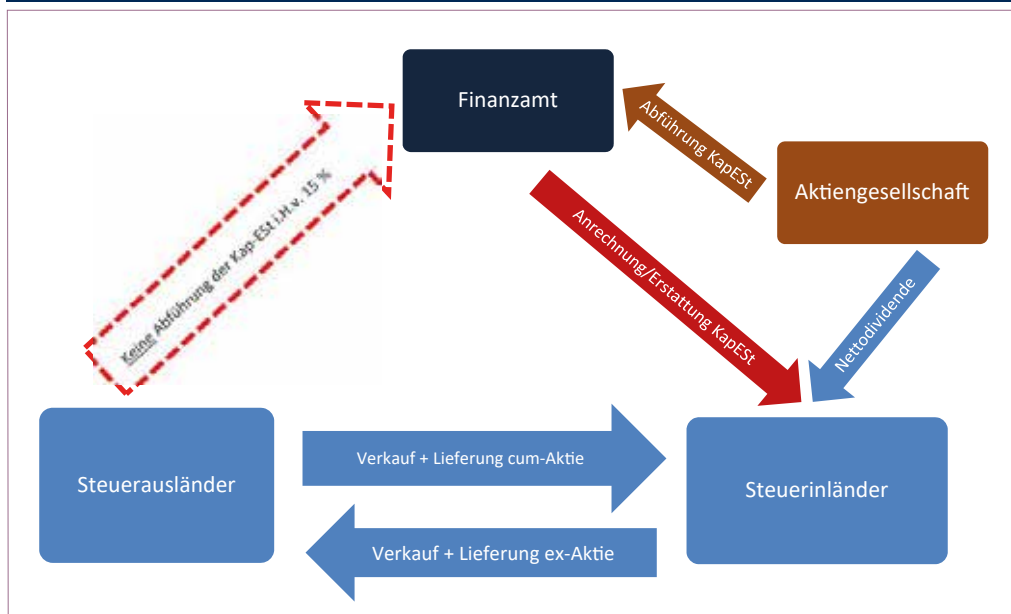 Finanzamt
Abführung KapESt
Aktiengesellschaft
Keine Abführung der Kap-ESt i.H.v. 15 %
Anrechnung/Erstattung KapESt
Nettodividende
Steuerausländer
Verkauf + Lieferung cum-Aktie
Steuerinländer
Verkauf + Lieferung ex-Aktie